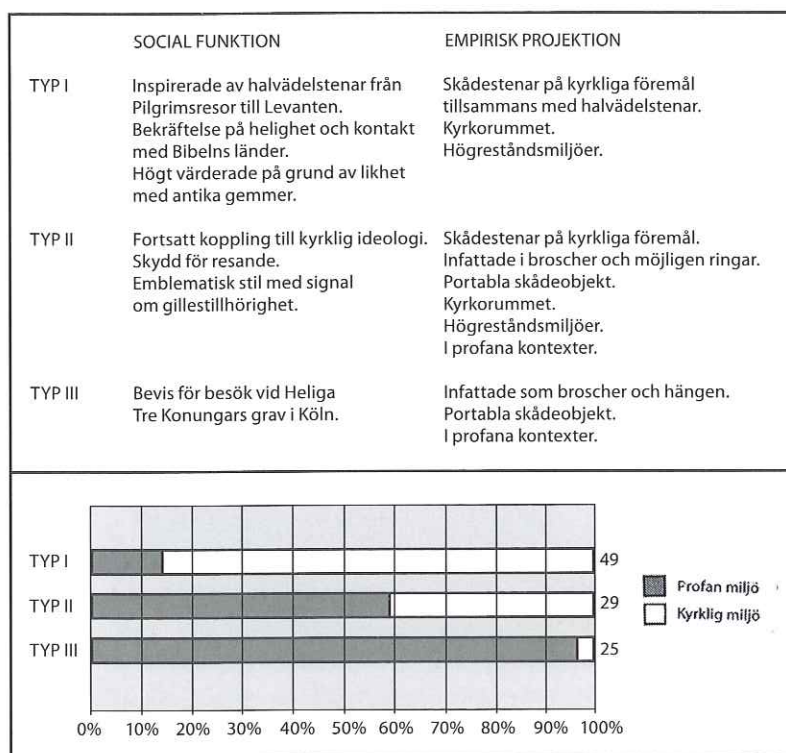 SOCIAL FUNKTION
EMPIRISK PROJEKTION
TYP I
Inspirerade av halvädelstenar från
Pilgrimsresor till Levanten.
Bekräftelse på helighet och kontakt
med Bibelns länder.
Högt värderade på grund av likhet
med antika gemmer.
Skådestenar på kyrkliga föremål
tillsammans med halvädelstenar.
Kyrkorummet.
Högreståndsmiljöer.
TYP II
Fortsatt koppling till kyrklig ideologi.
Skydd för resande.
Emblematisk stil med signal
om gillestillhörighet.
Skådestenar på kyrkliga föremål.
Infattade i broscher och möjligen ringar.
Portabla skådeobjekt.
Kyrkorummet.
Högreståndsmiljöer.
I profana kontexter.
TYP III
Bevis för besök vid Heliga
Tre Konungars grav i Köln.
Infattade som broscher och hängen.
Portabla skådeobjekt.
I profana kontexter.
TYP I
49
TYP II
29
TYP III
25
Profan miljö
Kyrklig miljö
0% 10% 20% 30% 40% 50% 60% 70% 80% 90% 100%